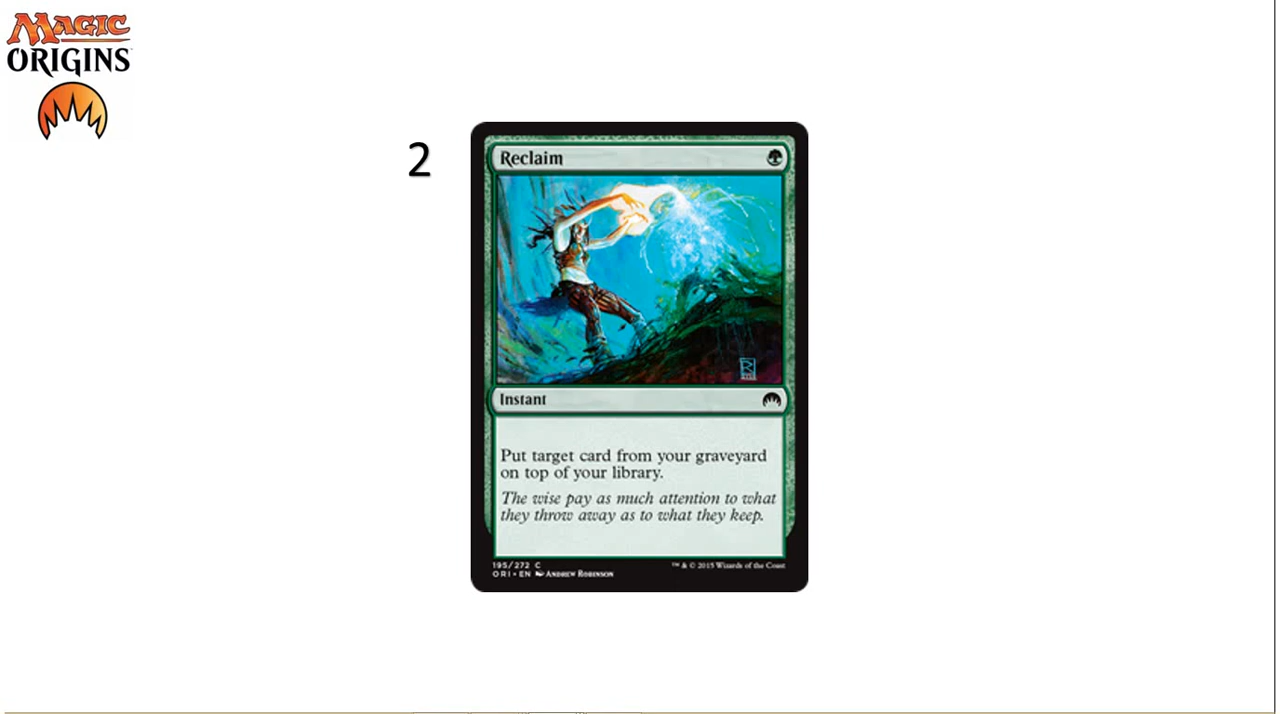 MAGIC
ORIGINS
2
Reclaim
Instant
Put target card from your graveyard
on top of your library.
The wise pay as much attention to what
they throw away as to what they keep.
195/272 C
ORI • EN ANDREW ROBINSON
™ & © 2015 Wizards of the Coast